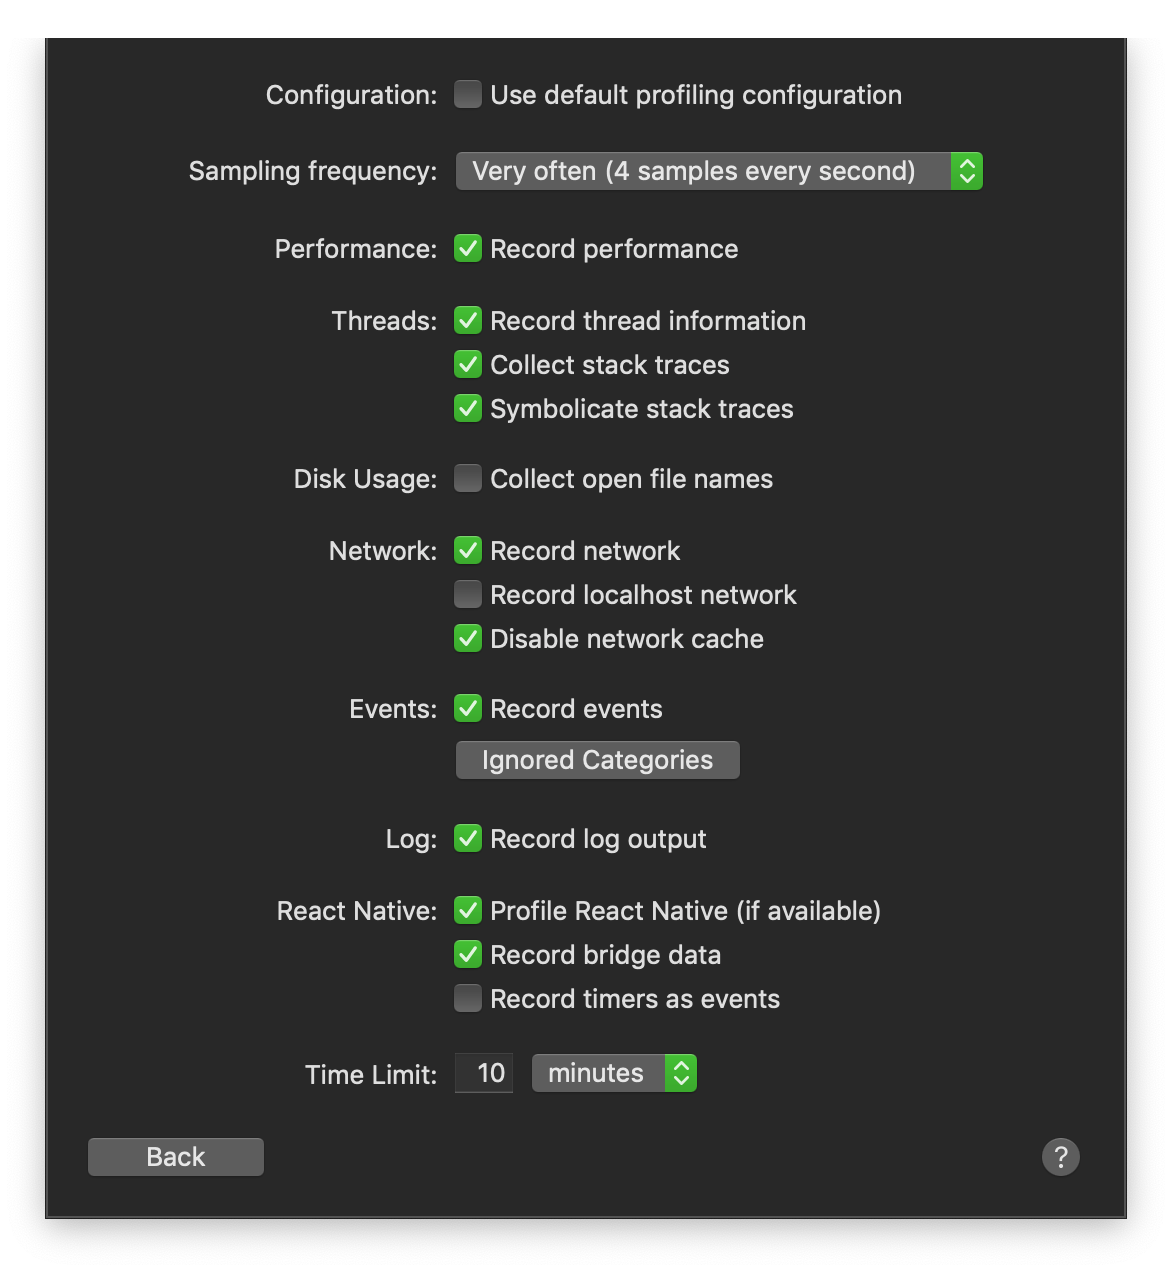 Configuration: Use default profiling configuration
Sampling frequency: Very often (4 samples every second)
Performance: Record performance
Threads: Record thread information
Collect stack traces
Symbolicate stack traces
Disk Usage: Collect open file names
Network: Record network
Record localhost network
Disable network cache
Events: Record events
Ignored Categories
Log: Record log output
React Native: Profile React Native (if available)
Record bridge data
Record timers as events
Time Limit: 10 minutes
Back ?